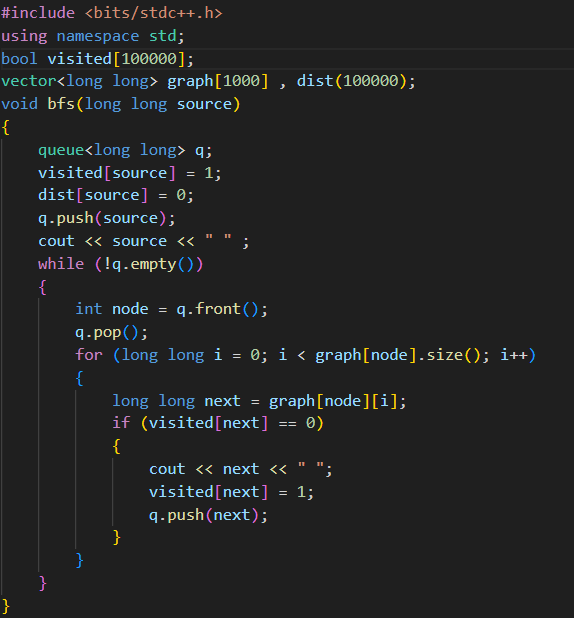 #include <bits/stdc++.h>
using namespace std;
bool visited[100000];
vector<long long> graph[1000] , dist(100000);
void bfs(long long source)
{
    queue<long long> q;
    visited[source] = 1;
    dist[source] = 0;
    q.push(source);
    cout << source << " " ;
    while (!q.empty())
    {
        int node = q.front();
        q.pop();
        for (long long i = 0; i < graph[node].size(); i++)
        {
            long long next = graph[node][i];
            if (visited[next] == 0)
            {
                cout << next << " ";
                visited[next] = 1;
                q.push(next);
            }
        }
    }
}